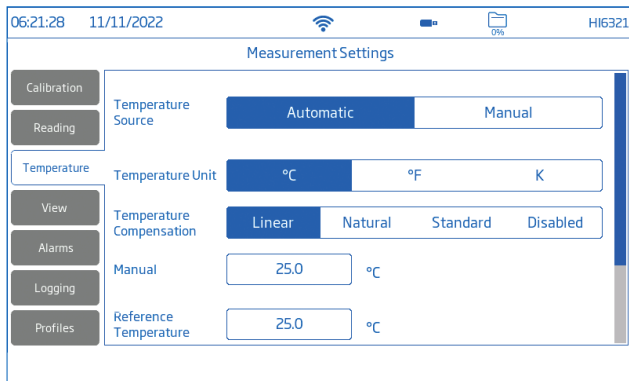 06:21:28 11/11/2022 0% HI6321
Measurement Settings
Calibration
Reading
Temperature
View
Alarms
Logging
Profiles
Temperature
Source
Automatic Manual
Temperature Unit °C °F K
Temperature
Compensation
Linear Natural Standard Disabled
Manual 25.0 °C
Reference
Temperature
25.0 °C